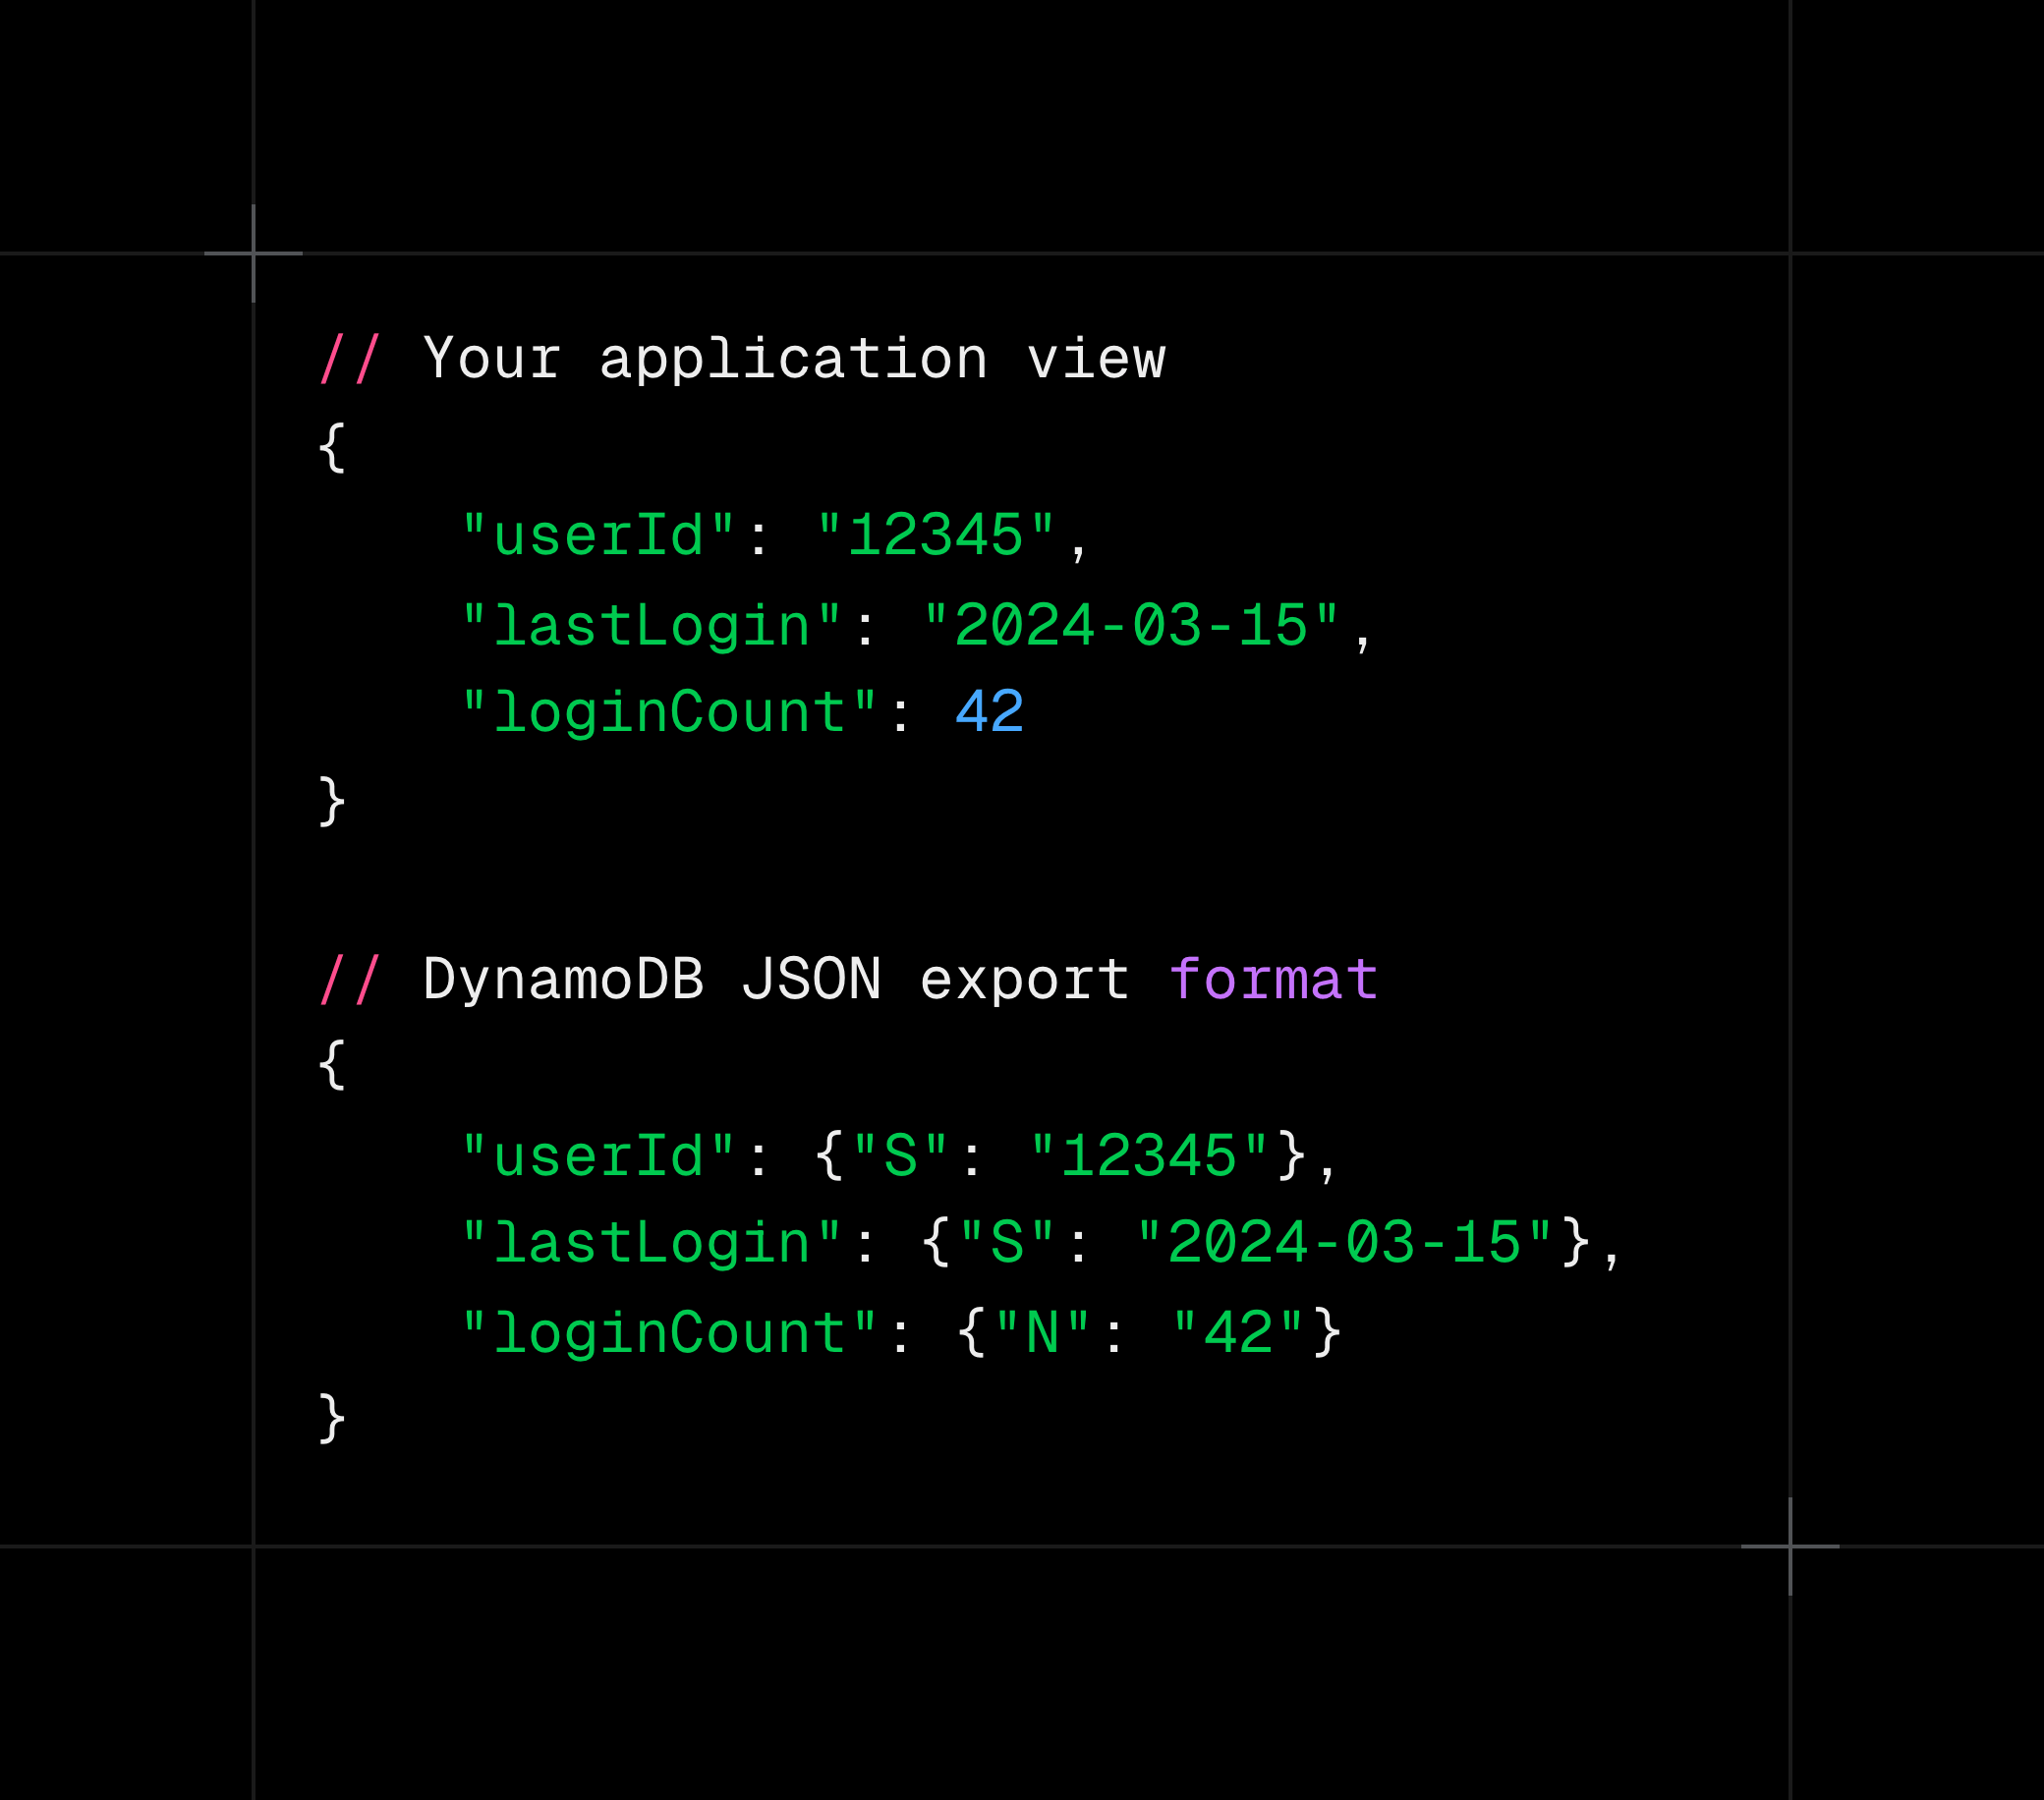 // Your application view
{
    "userId": "12345",
    "lastLogin": "2024-03-15",
    "loginCount": 42
}
// DynamoDB JSON export format
{
    "userId": {"S": "12345"},
    "lastLogin": {"S": "2024-03-15"},
    "loginCount": {"N": "42"}
}